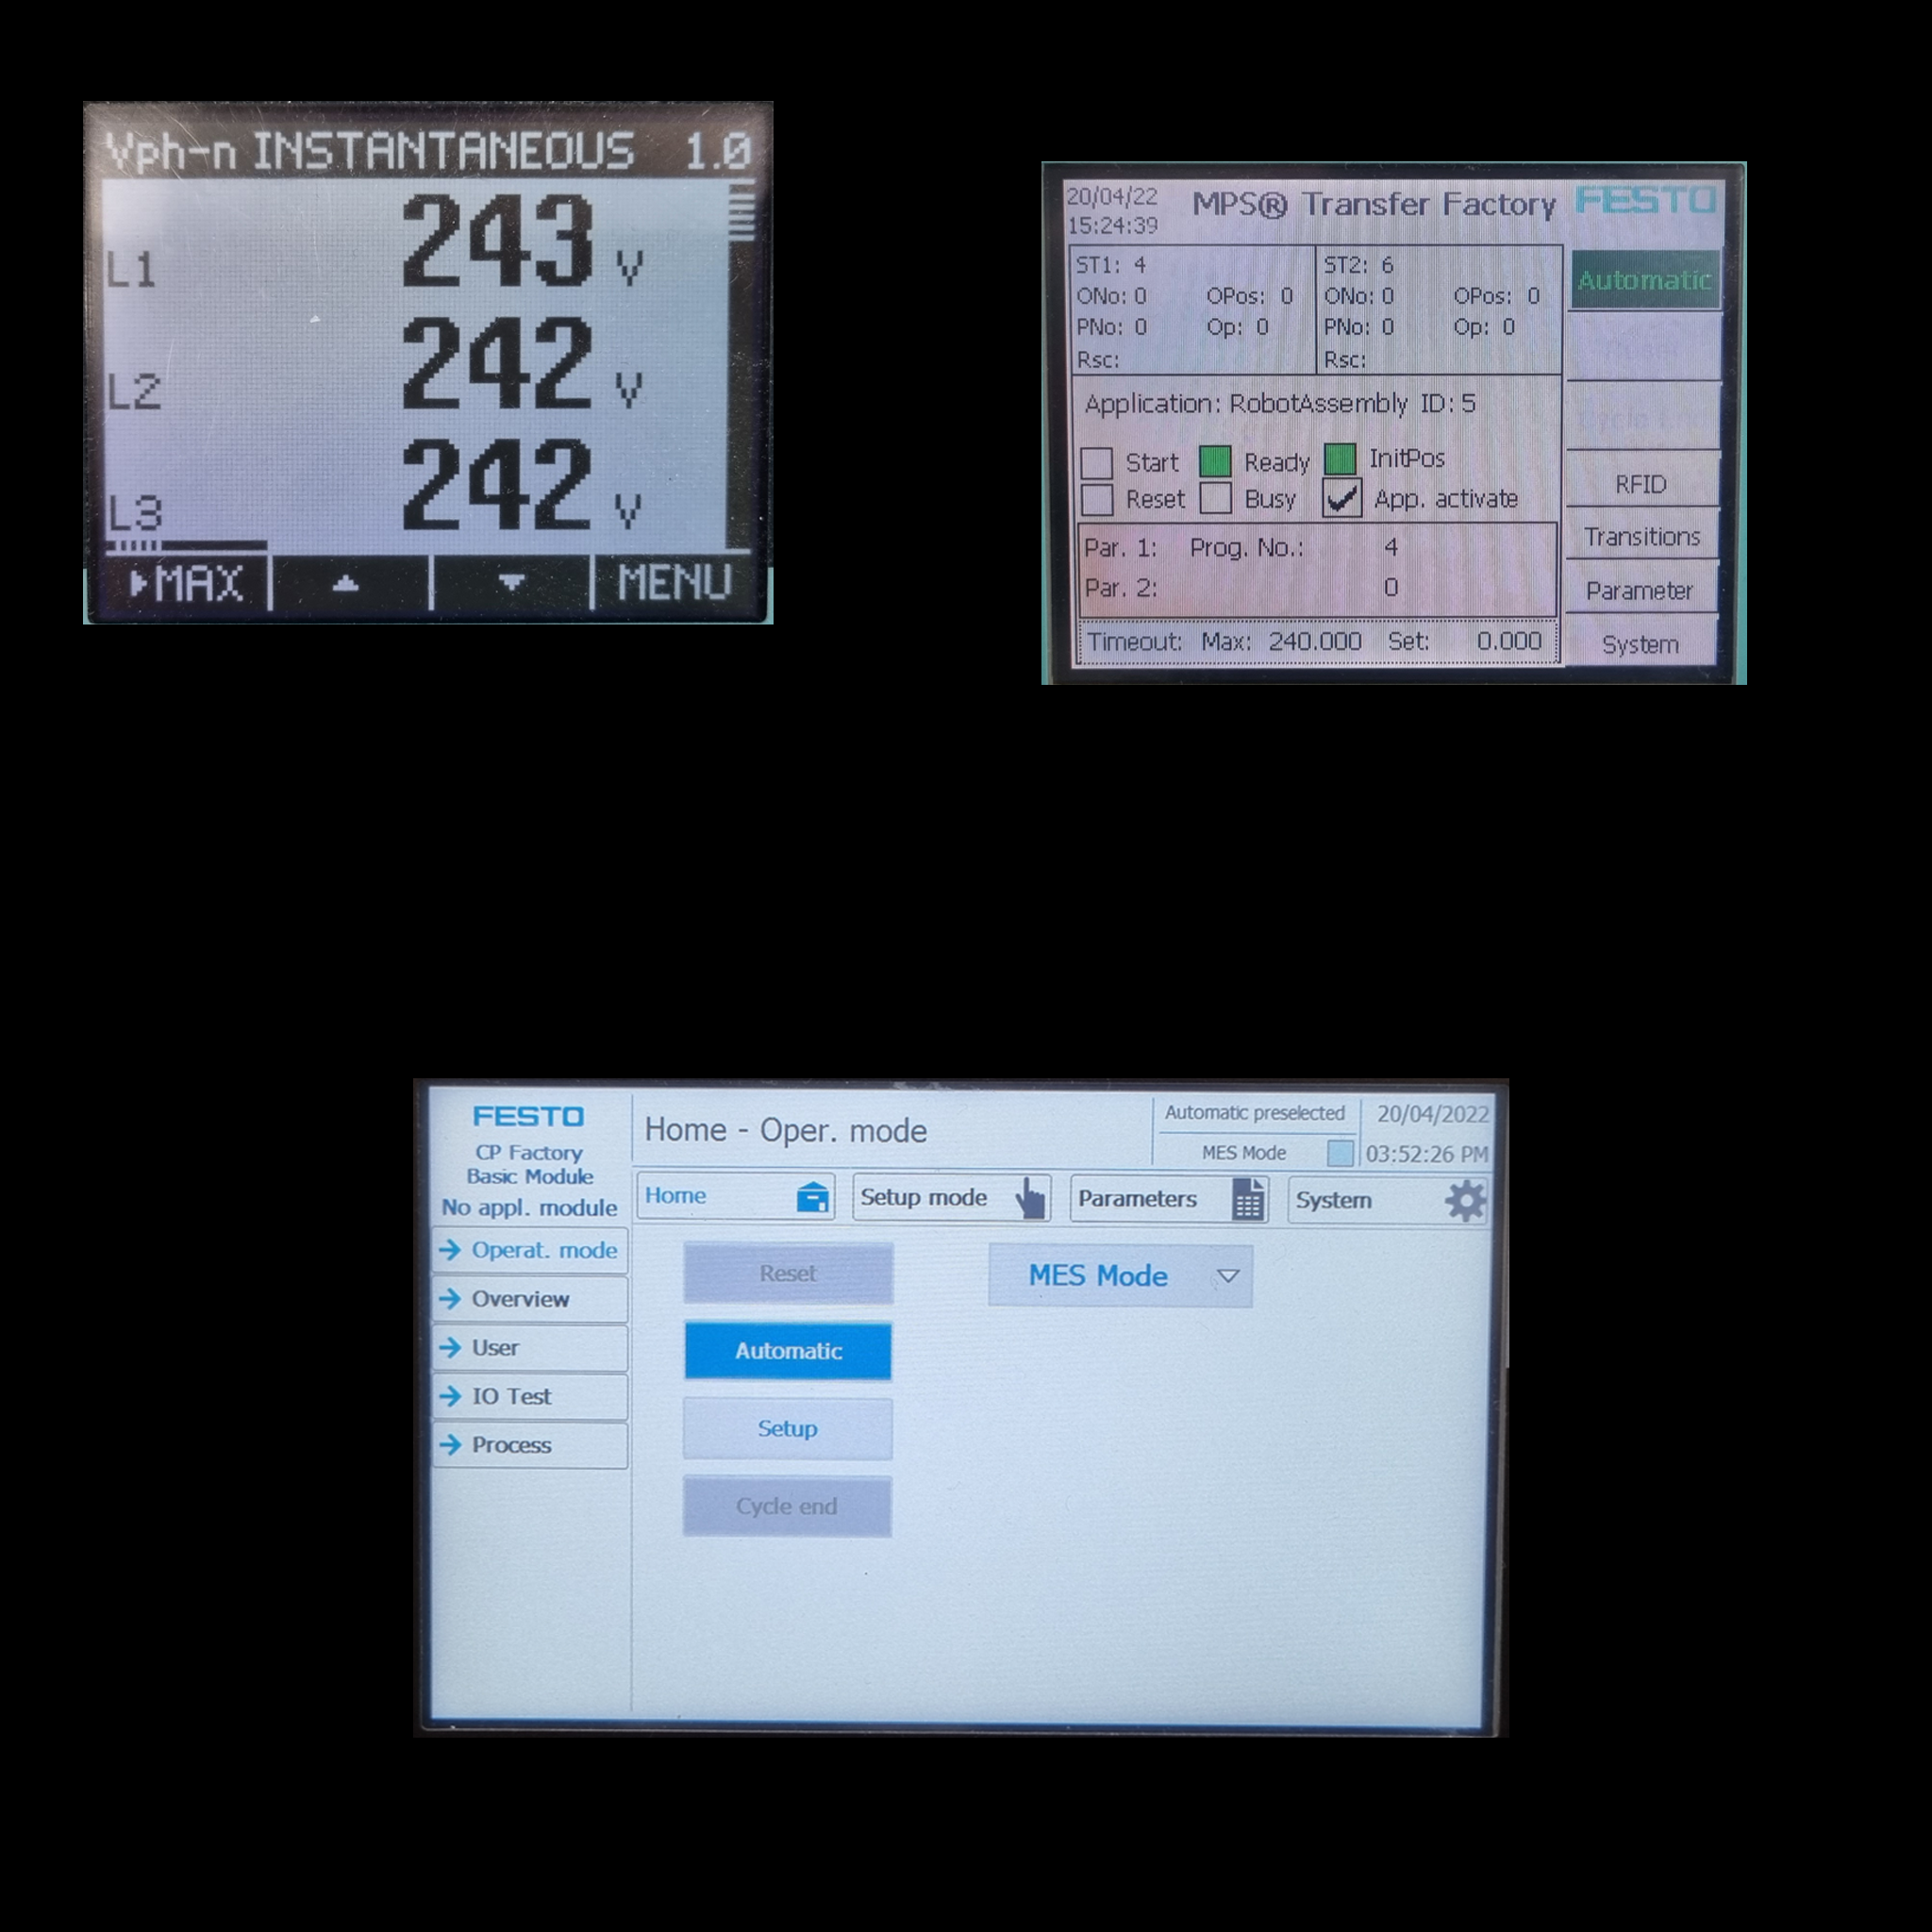 Vph-n INSTANTANEOUS 1.0
L1 243 V
L2 242 V
L3 242 V
MAX MENU
20/04/22 MPS® Transfer Factory FESTO
15:24:39
ST1: 4 ST2: 6 Automatic
ONo: 0 OPos: 0 ONo: 0 OPos: 0
PNo: 0 Op: 0 PNo: 0 Op: 0
Rsc: Rsc:
Application: RobotAssembly ID: 5
Start Ready InitPos RFID
Reset Busy App. activate
Par. 1: Prog. No.: 4 Transitions
Par. 2: 0 Parameter
Timeout: Max: 240.000 Set: 0.000 System
FESTO Home - Oper. mode Automatic preselected 20/04/2022
CP Factory MES Mode 03:52:26 PM
Basic Module
No appl. module
Home Setup mode Parameters System
Operat. mode
Overview
User
IO Test
Process
Reset MES Mode
Automatic
Setup
Cycle end